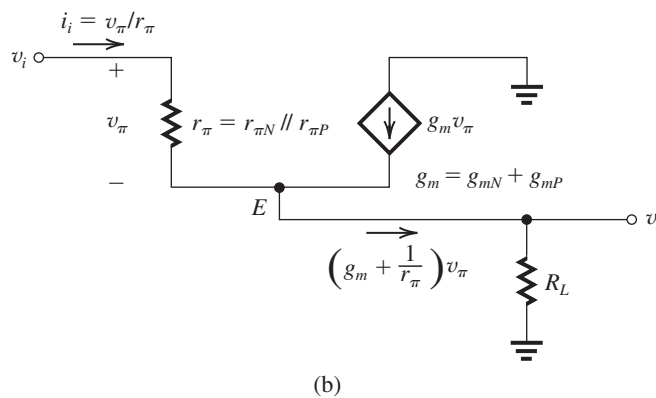 i_i = v_π/r_π
v_i
+
v_π
r_π = r_πN // r_πP
g_m v_π
−
g_m = g_mN + g_mP
E
v
(g_m + 1/r_π) v_π
R_L
(b)